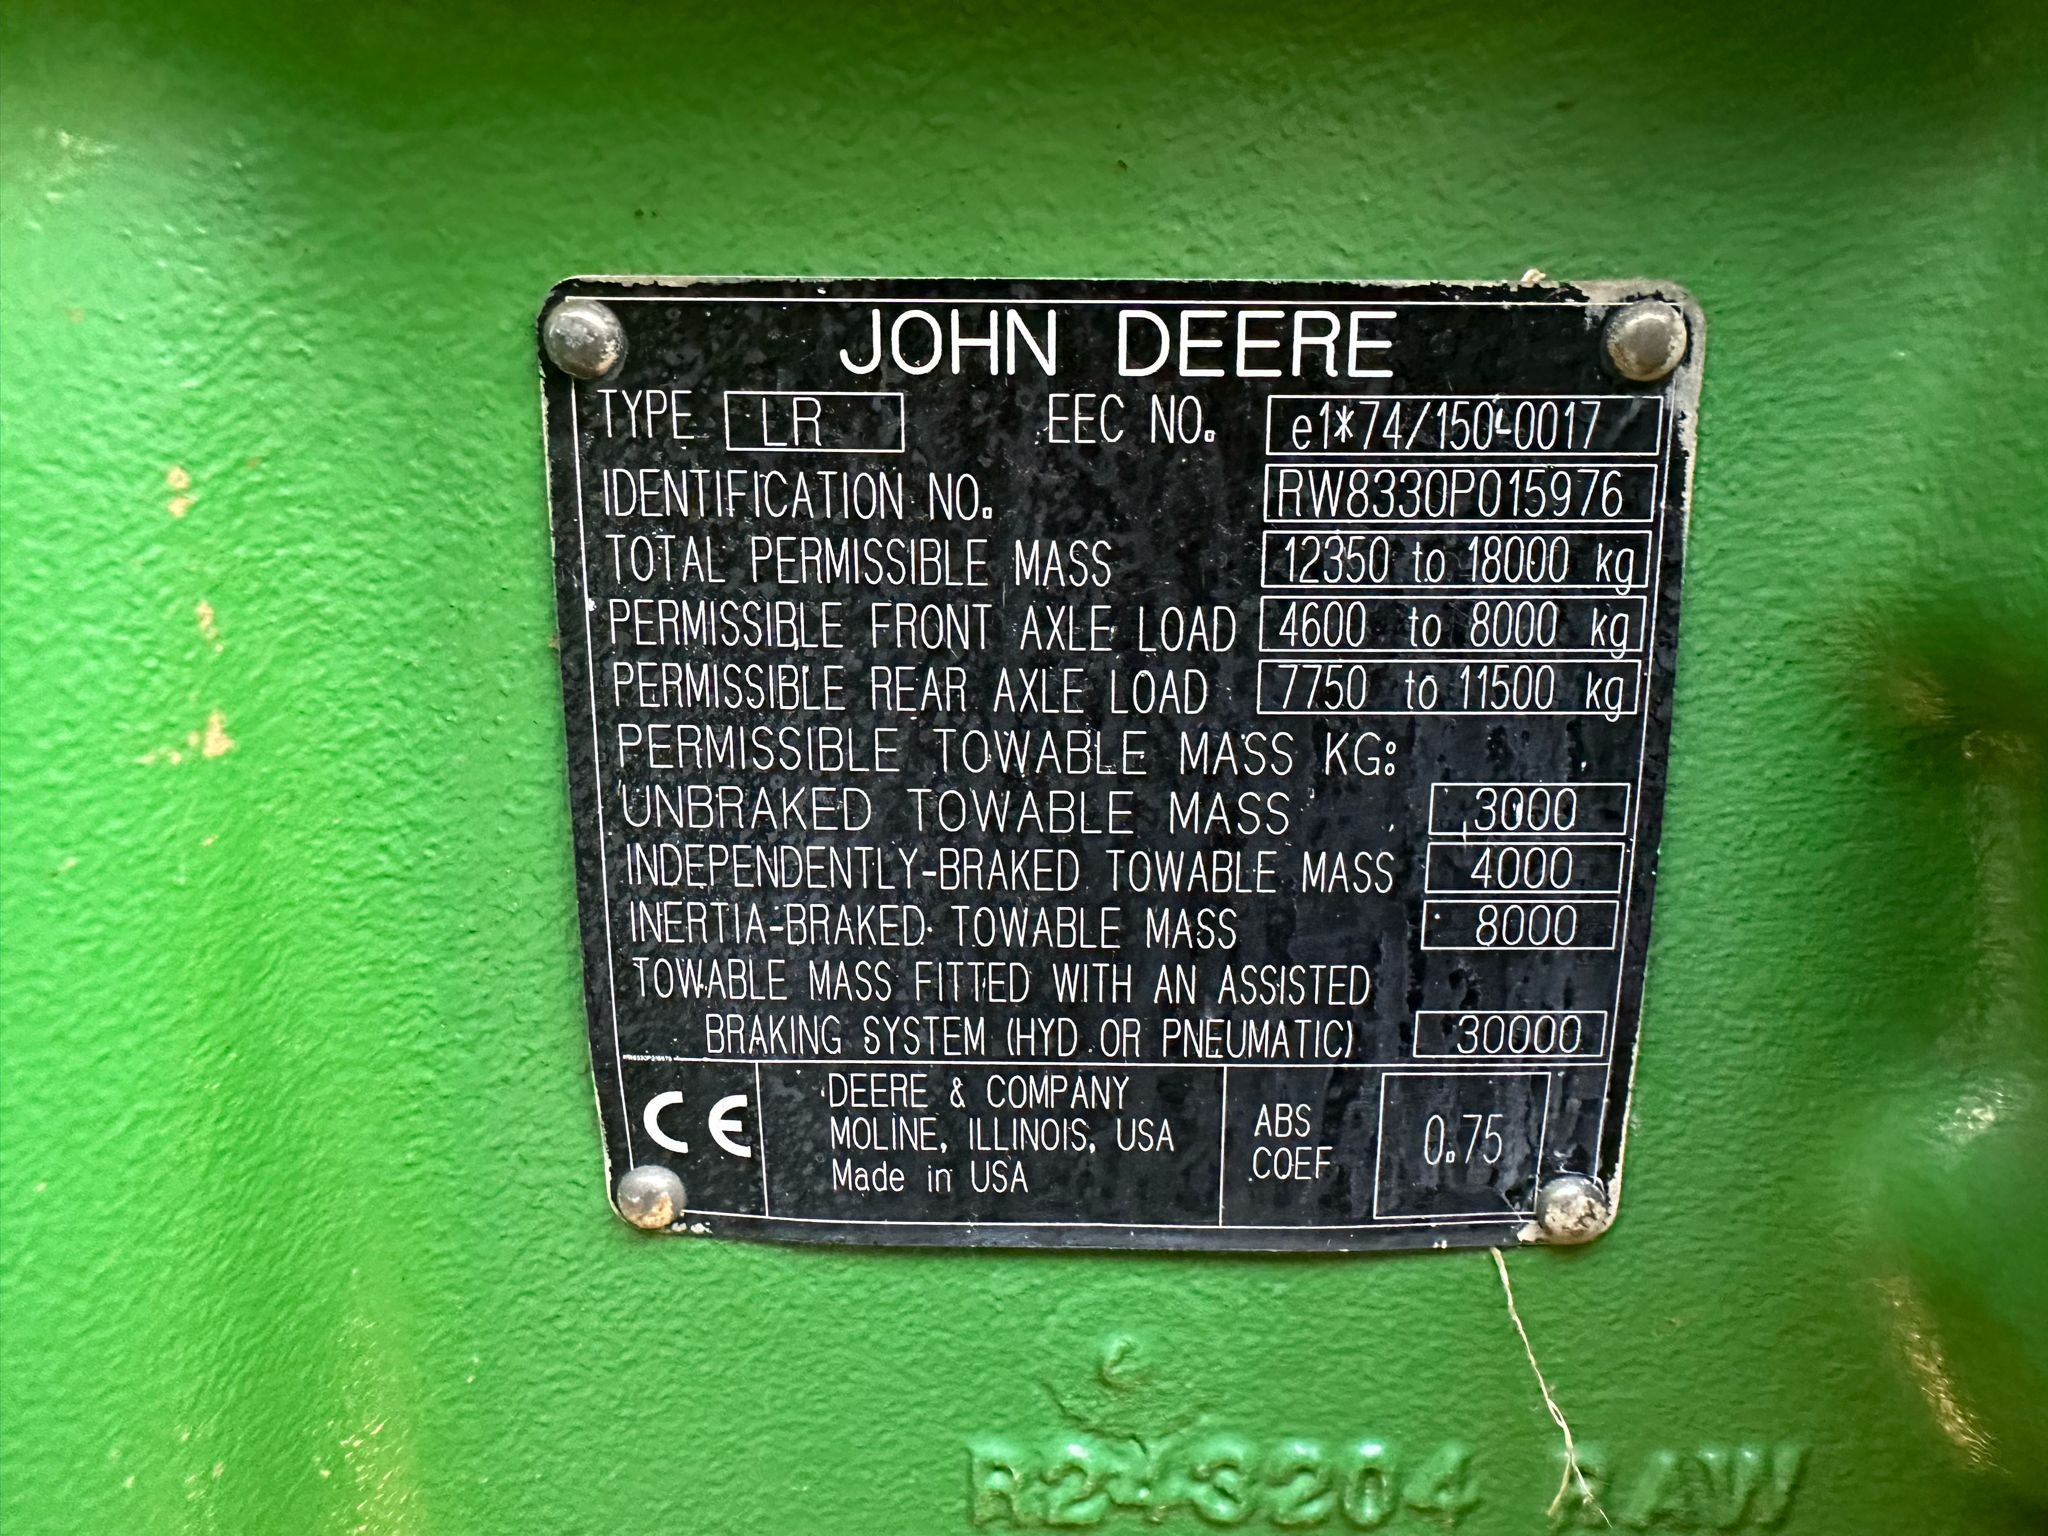 JOHN DEERE
TYPE LR EEC NO. e1*74/150-0017
IDENTIFICATION NO. RW8330P015976
TOTAL PERMISSIBLE MASS 12350 to 18000 kg
PERMISSIBLE FRONT AXLE LOAD 4600 to 8000 kg
PERMISSIBLE REAR AXLE LOAD 7750 to 11500 kg
PERMISSIBLE TOWABLE MASS KG:
UNBRAKED TOWABLE MASS 3000
INDEPENDENTLY-BRAKED TOWABLE MASS 4000
INERTIA-BRAKED TOWABLE MASS 8000
TOWABLE MASS FITTED WITH AN ASSISTED
BRAKING SYSTEM (HYD OR PNEUMATIC) 30000
CE
DEERE & COMPANY
MOLINE, ILLINOIS, USA
Made in USA
ABS
COEF
0.75
R243204 RAW